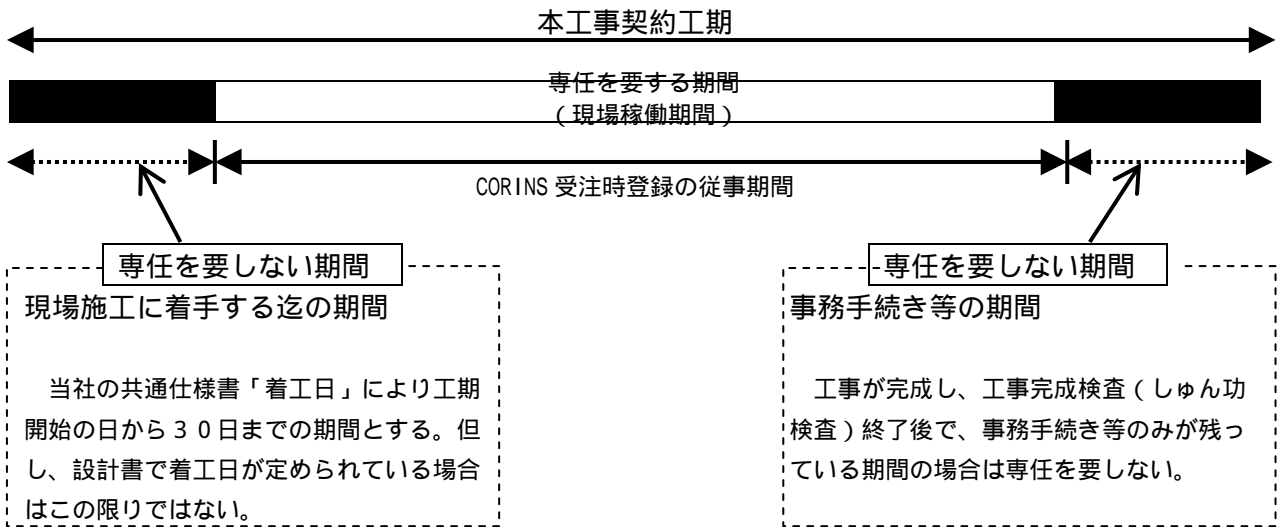 本工事契約工期
専任を要する期間
（現場稼働期間）
CORINS 受注時登録の従事期間
専任を要しない期間
現場施工に着手する迄の期間
当社の共通仕様書「着工日」により工期
開始の日から３０日までの期間とする。但
し、設計書で着工日が定められている場合
はこの限りではない。
専任を要しない期間
事務手続き等の期間
工事が完成し、工事完成検査（しゅん功
検査）終了後で、事務手続き等のみが残っ
ている期間の場合は専任を要しない。